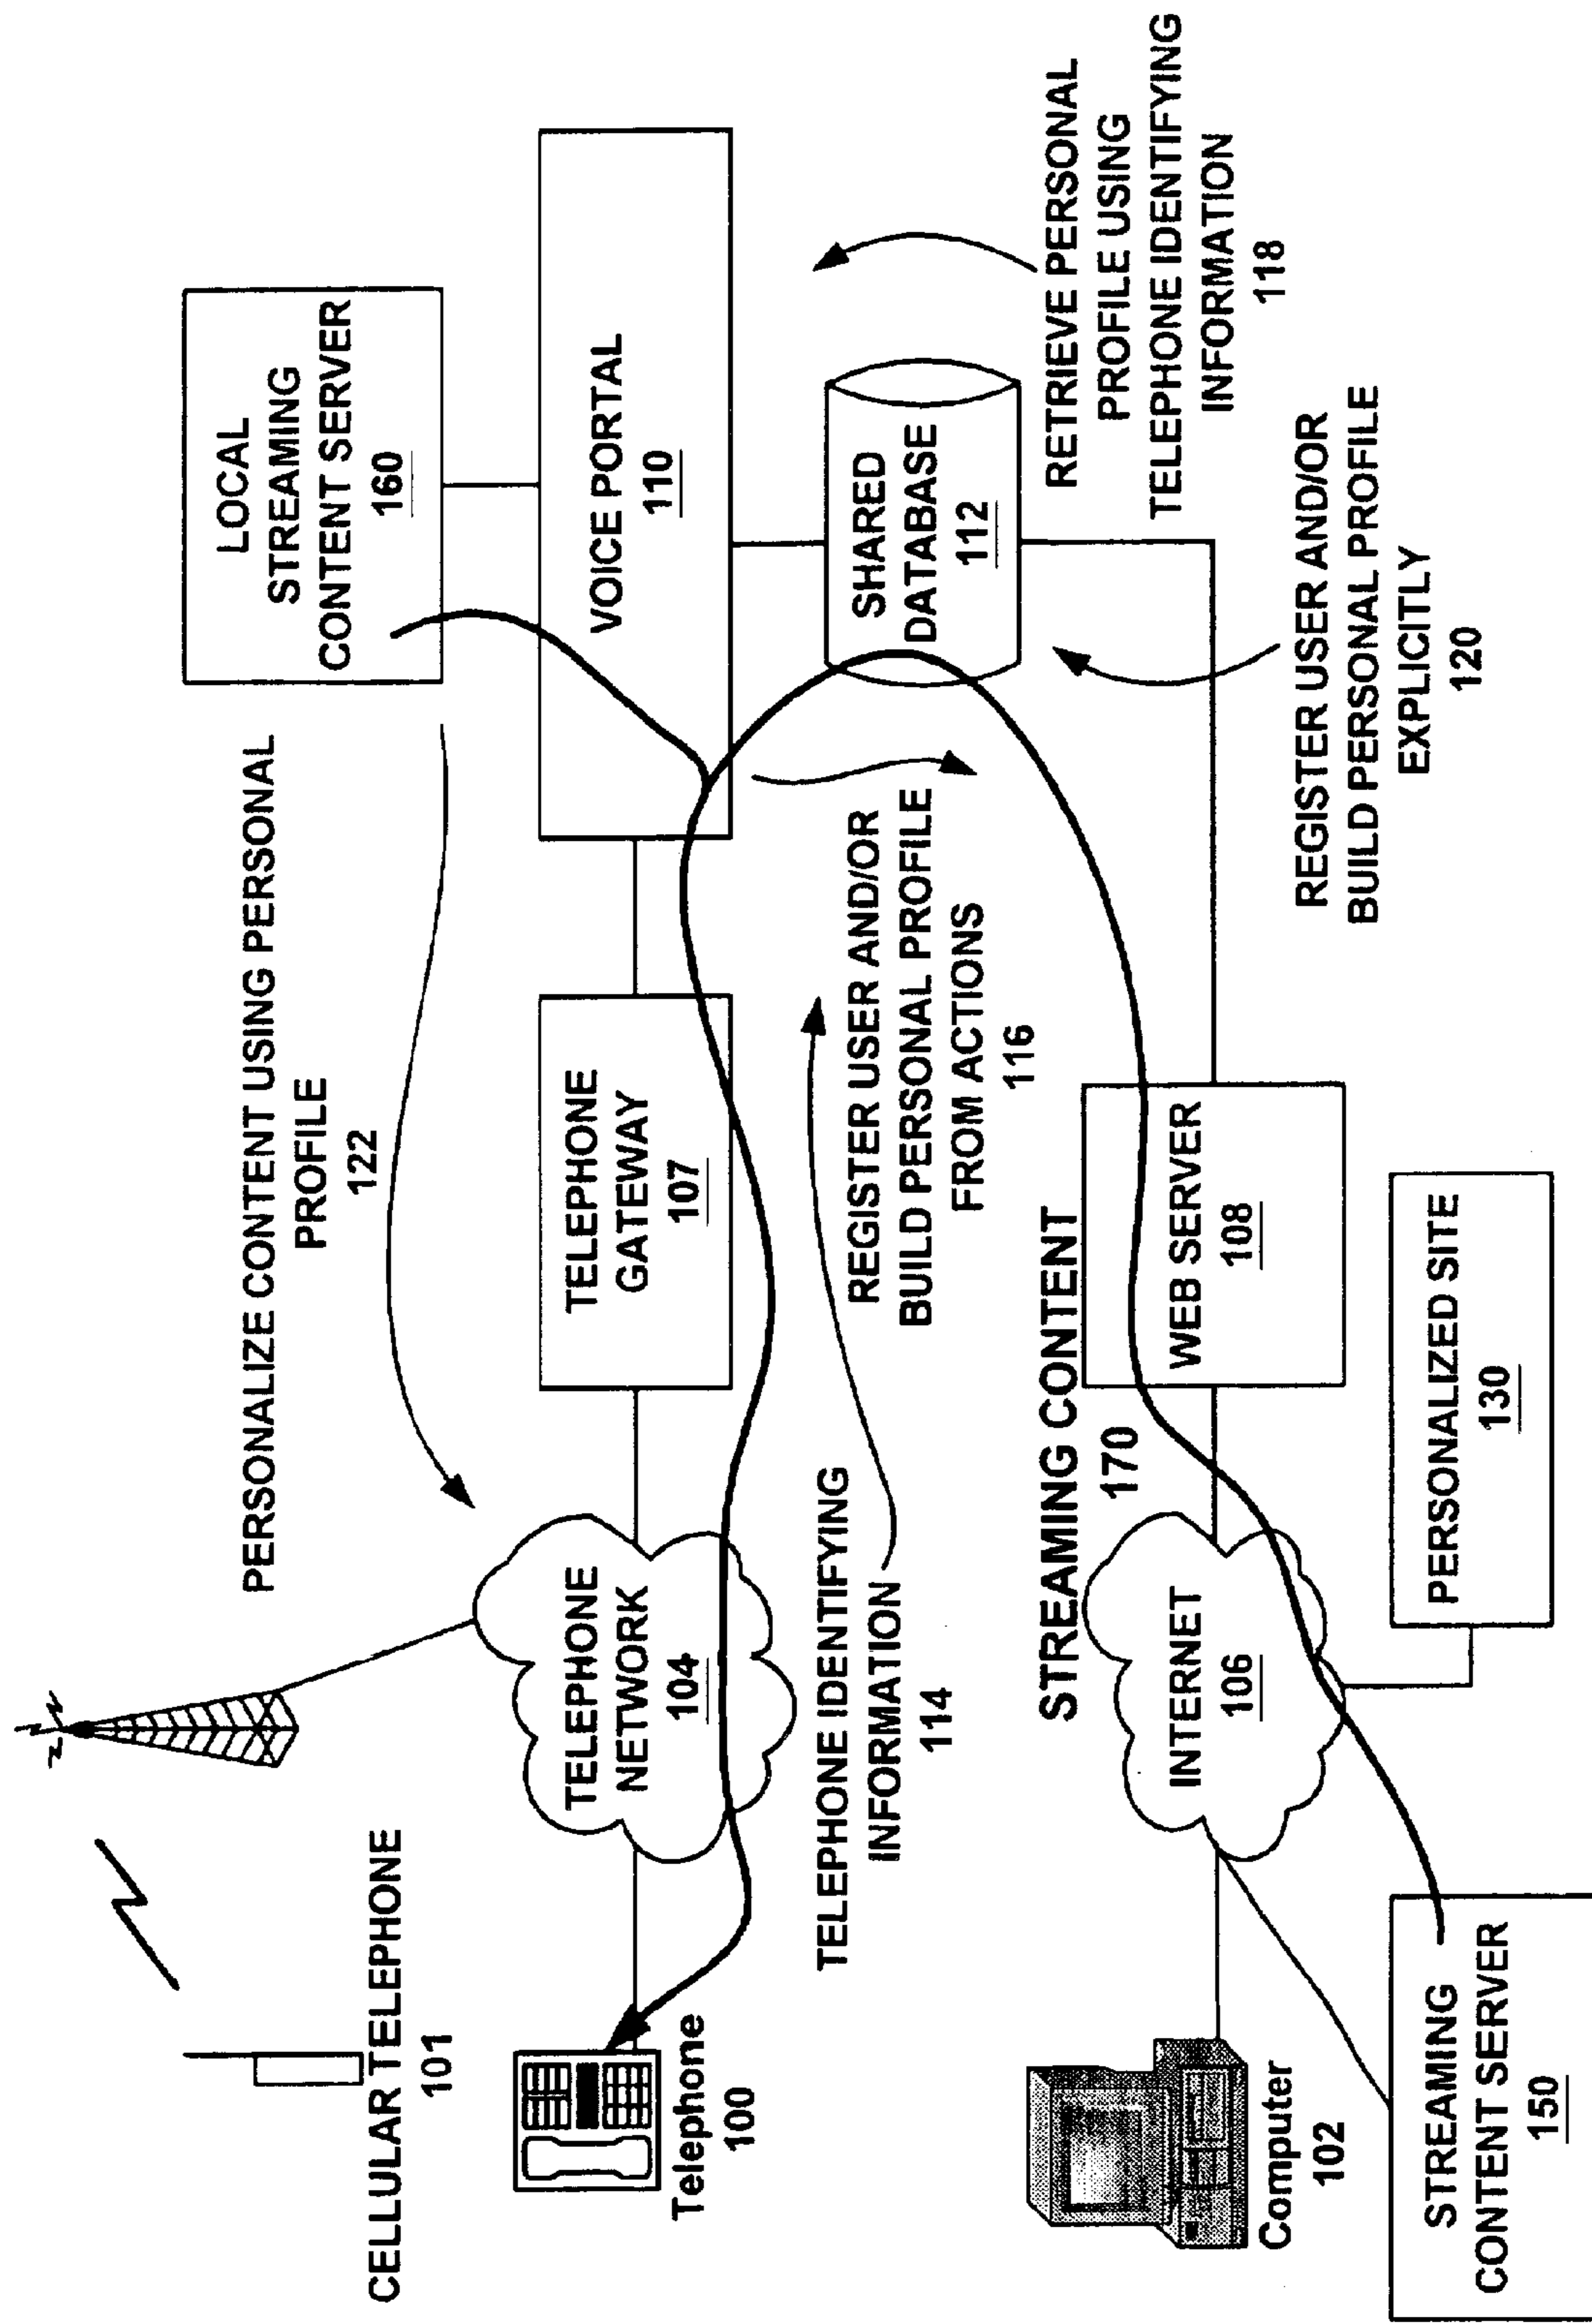 CELLULAR TELEPHONE
101
PERSONALIZE CONTENT USING PERSONAL
PROFILE
122
LOCAL
STREAMING
CONTENT SERVER
160
Telephone
100
TELEPHONE
NETWORK
104
TELEPHONE
GATEWAY
107
VOICE PORTAL
110
TELEPHONE IDENTIFYING
INFORMATION
114
REGISTER USER AND/OR
BUILD PERSONAL PROFILE
FROM ACTIONS
116
SHARED
DATABASE
112
RETRIEVE PERSONAL
PROFILE USING
TELEPHONE IDENTIFYING
INFORMATION
118
STREAMING CONTENT
170
Computer
102
INTERNET
106
WEB SERVER
108
REGISTER USER AND/OR
BUILD PERSONAL PROFILE
EXPLICITLY
120
STREAMING
CONTENT SERVER
150
PERSONALIZED SITE
130